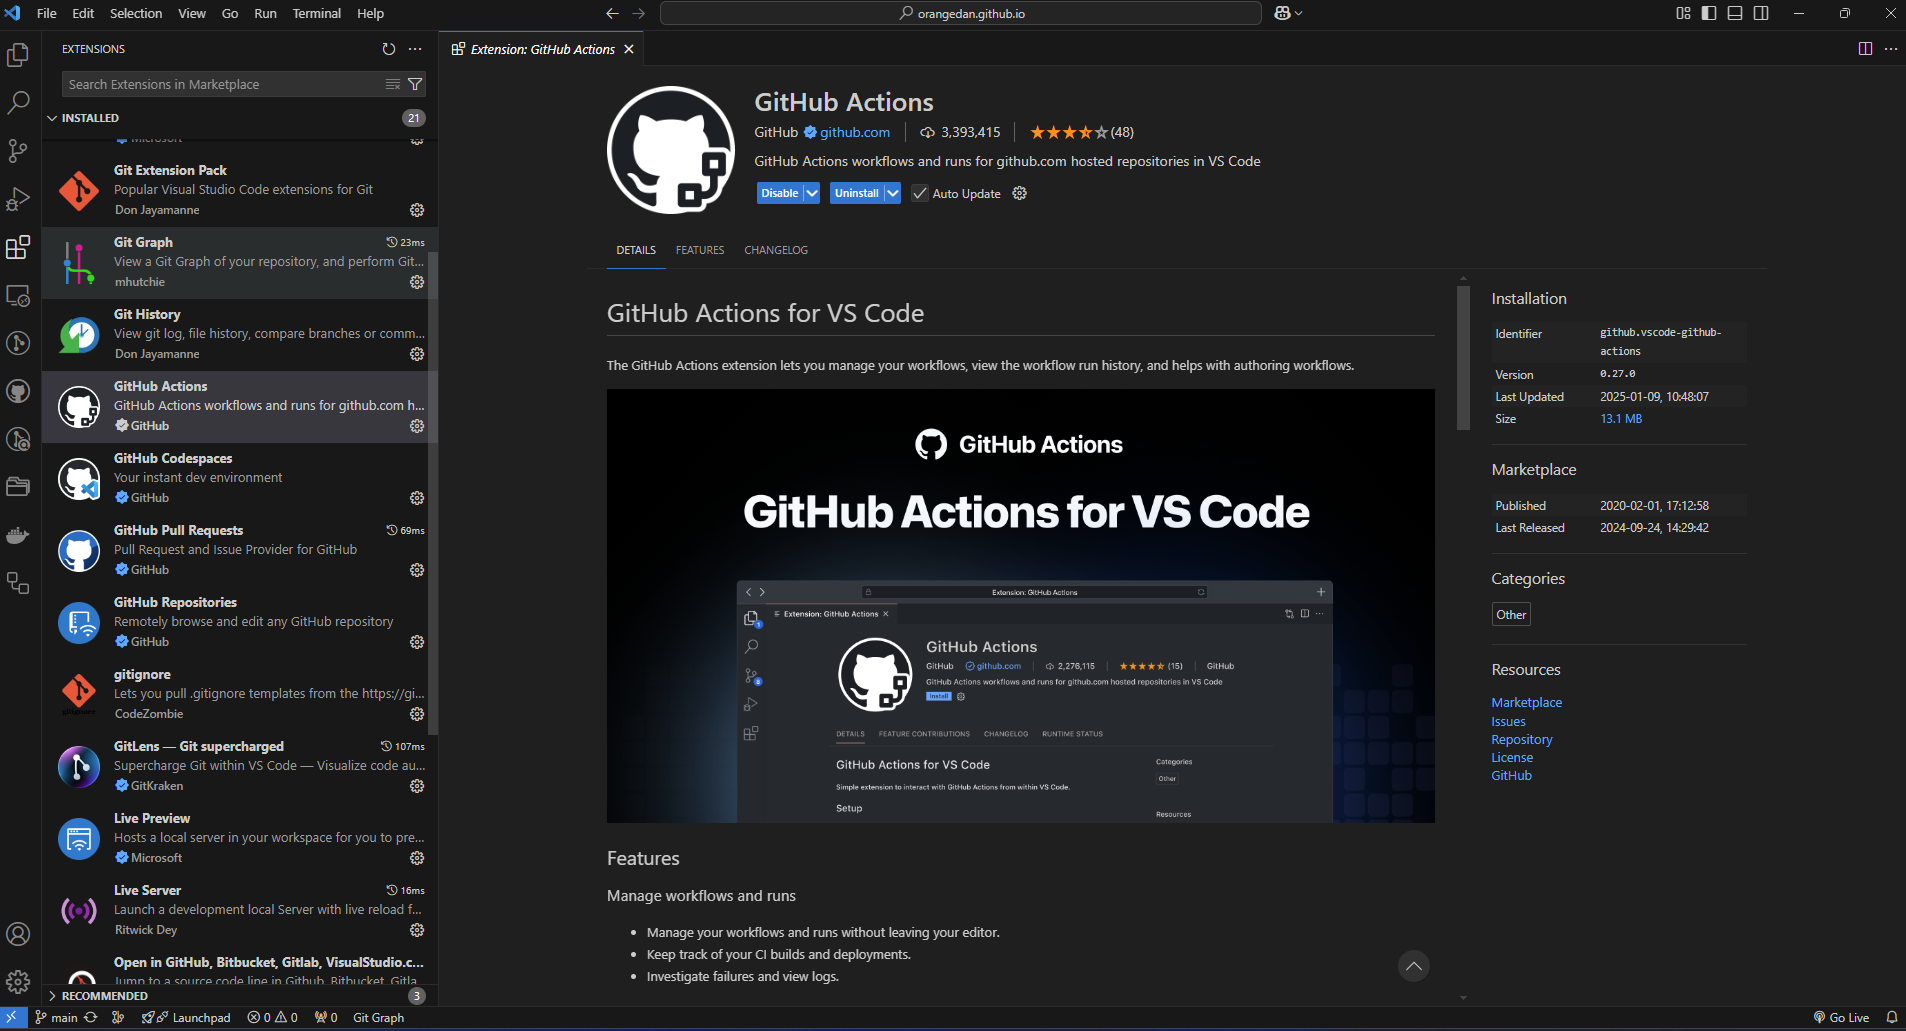 File Edit Selection View Go Run Terminal Help
orangedan.github.io
EXTENSIONS
Search Extensions in Marketplace
INSTALLED 21
Microsoft
Git Extension Pack
Popular Visual Studio Code extensions for Git
Don Jayamanne
Git Graph 23ms
View a Git Graph of your repository, and perform Git...
mhutchie
Git History
View git log, file history, compare branches or comm...
Don Jayamanne
GitHub Actions
GitHub Actions workflows and runs for github.com h...
GitHub
GitHub Codespaces
Your instant dev environment
GitHub
GitHub Pull Requests 69ms
Pull Request and Issue Provider for GitHub
GitHub
GitHub Repositories
Remotely browse and edit any GitHub repository
GitHub
gitignore
Lets you pull .gitignore templates from the https://gi...
CodeZombie
GitLens — Git supercharged 107ms
Supercharge Git within VS Code — Visualize code au...
GitKraken
Live Preview
Hosts a local server in your workspace for you to pre...
Microsoft
Live Server 16ms
Launch a development local Server with live reload f...
Ritwick Dey
Open in GitHub, Bitbucket, Gitlab, VisualStudio.c...
Jump to a source code line in Github, Bitbucket, Gitla
RECOMMENDED 3
Extension: GitHub Actions
GitHub Actions
GitHub github.com 3,393,415 (48)
GitHub Actions workflows and runs for github.com hosted repositories in VS Code
Disable Uninstall Auto Update
DETAILS FEATURES CHANGELOG
GitHub Actions for VS Code
The GitHub Actions extension lets you manage your workflows, view the workflow run history, and helps with authoring workflows.
GitHub Actions
GitHub Actions for VS Code
Extension: GitHub Actions
Extension: GitHub Actions
1
8
GitHub Actions
GitHub github.com 2,276,115 (15) GitHub
GitHub Actions workflows and runs for github.com hosted repositories in VS Code
Install
DETAILS FEATURE CONTRIBUTIONS CHANGELOG RUNTIME STATUS
GitHub Actions for VS Code
Simple extension to interact with GitHub Actions from within VS Code.
Setup
Categories
Other
Resources
Features
Manage workflows and runs
• Manage your workflows and runs without leaving your editor.
• Keep track of your CI builds and deployments.
• Investigate failures and view logs.
Installation
Identifier github.vscode-github-
actions
Version 0.27.0
Last Updated 2025-01-09, 10:48:07
Size 13.1 MB
Marketplace
Published 2020-02-01, 17:12:58
Last Released 2024-09-24, 14:29:42
Categories
Other
Resources
Marketplace
Issues
Repository
License
GitHub
main Launchpad 0 0 0 Git Graph Go Live